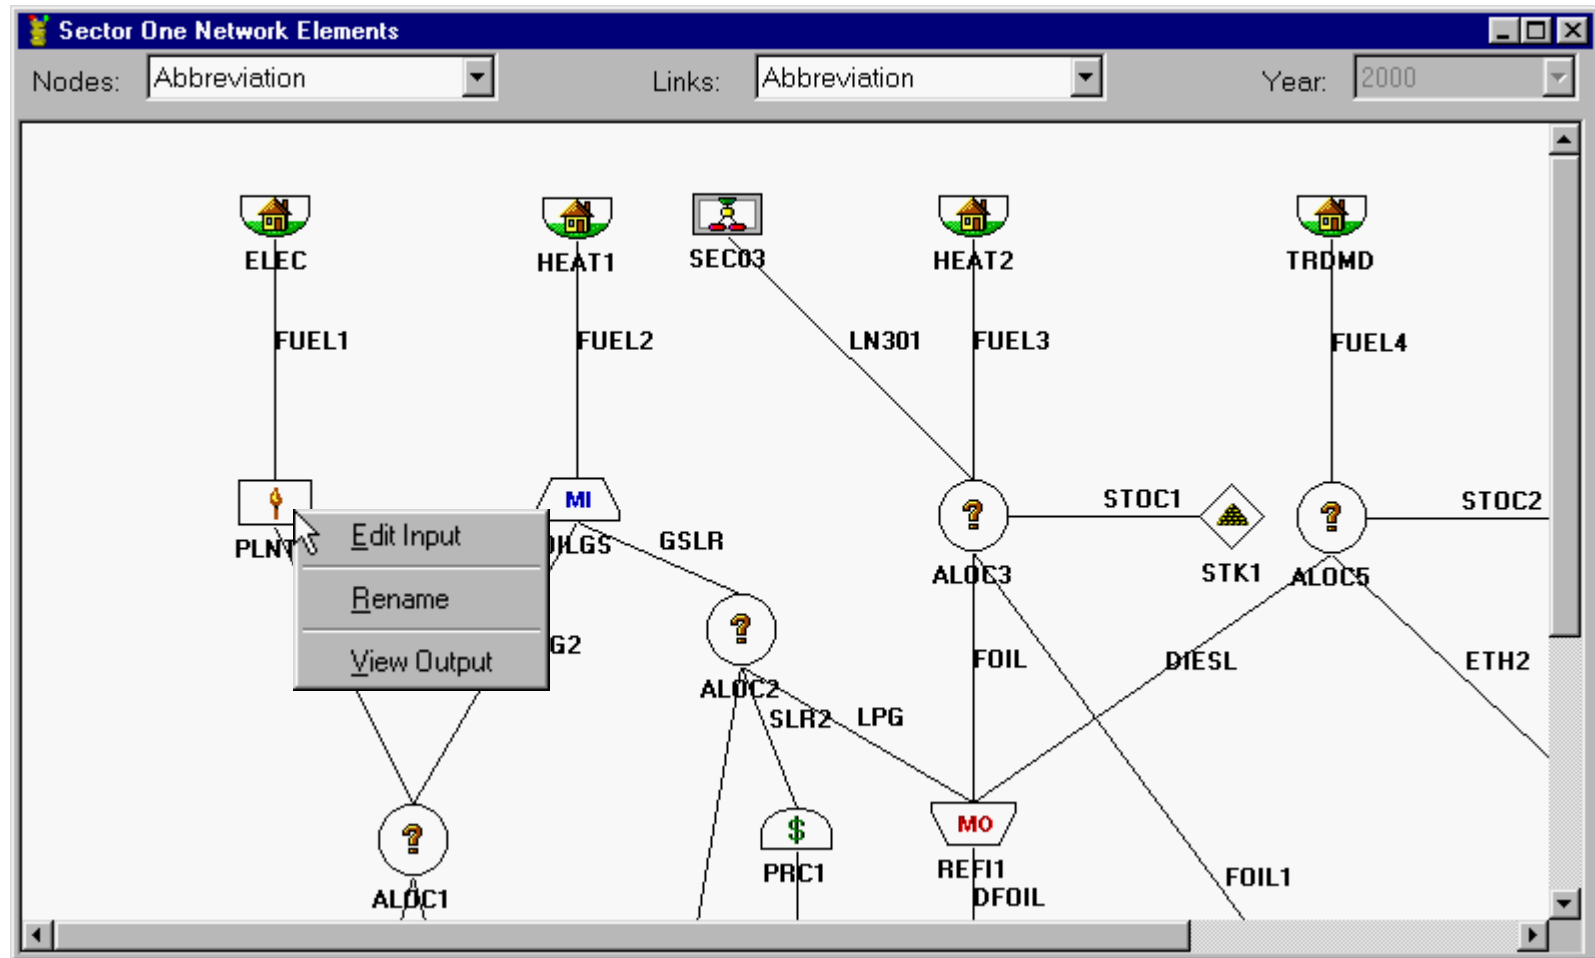 Sector One Network Elements
Nodes: Abbreviation Links: Abbreviation Year: 2000
ELEC HEAT1 SEC03 HEAT2 TRDMD
FUEL1 FUEL2 LN301 FUEL3 FUEL4
MI
STOC1 STOC2
Edit Input
GSLR
ALOC3 STK1 ALOC5
Rename
G2 FOIL DIESL ETH2
View Output
ALOC2
SLR2 LPG
$ MO
PRC1 REFI1 FOIL1
ALOC1 DFOIL